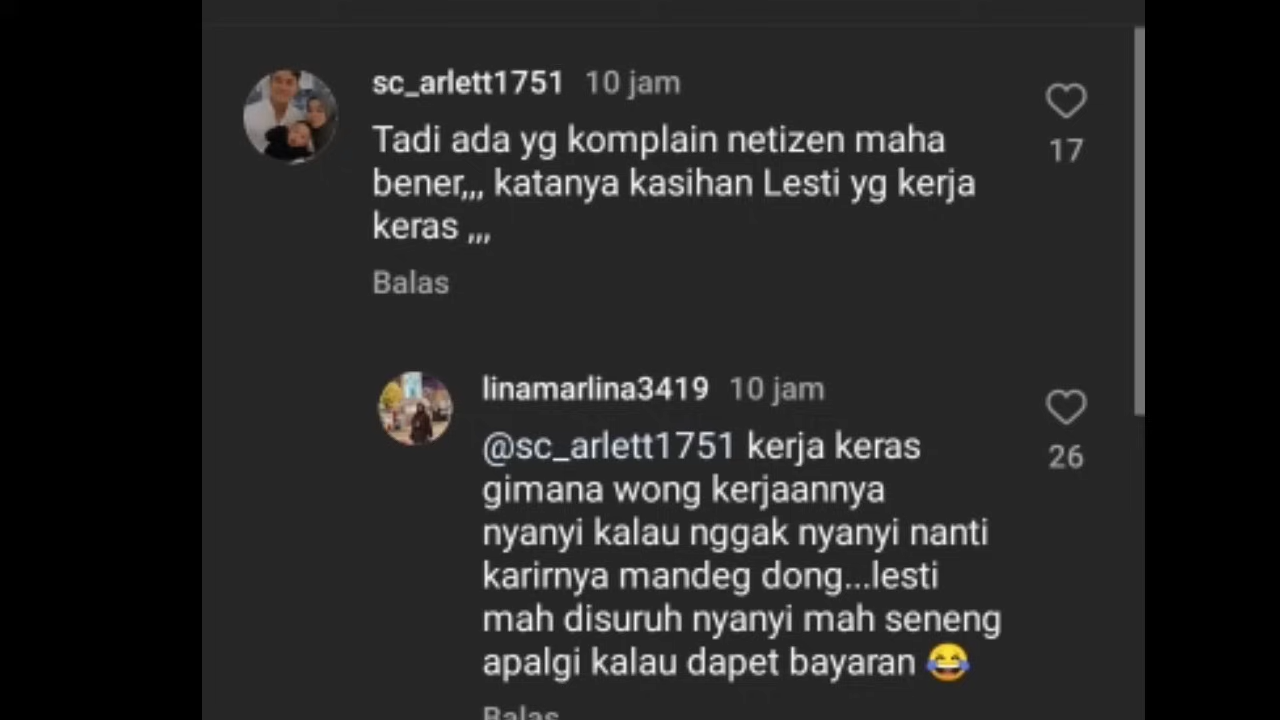 sc_arlett1751 10 jam
Tadi ada yg komplain netizen maha
bener,,, katanya kasihan Lesti yg kerja
keras ,,,
17
Balas
linamarlina3419 10 jam
@sc_arlett1751 kerja keras
gimana wong kerjaannya
nyanyi kalau nggak nyanyi nanti
karirnya mandeg dong...lesti
mah disuruh nyanyi mah seneng
apalgi kalau dapet bayaran 😂
26
Balas